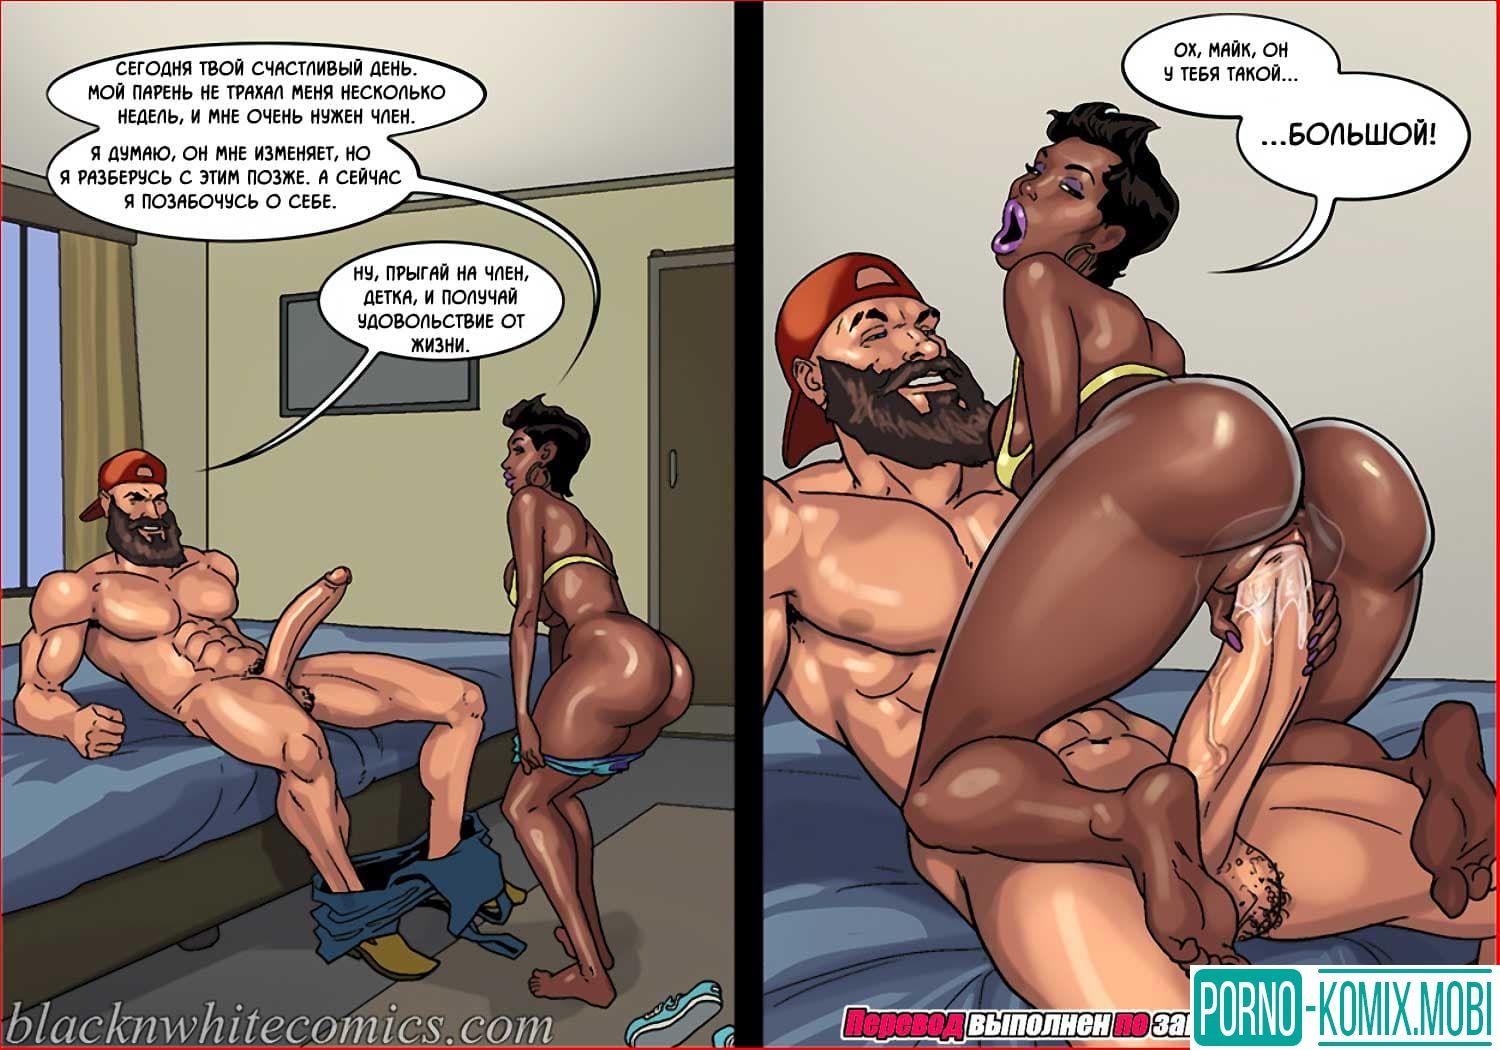 СЕГОДНЯ ТВОЙ СЧАСТЛИВЫЙ ДЕНЬ.
МОЙ ПАРЕНЬ НЕ ТРАХАЛ МЕНЯ НЕСКОЛЬКО
НЕДЕЛЬ, И МНЕ ОЧЕНЬ НУЖЕН ЧЛЕН.
Я ДУМАЮ, ОН МНЕ ИЗМЕНЯЕТ, НО
Я РАЗБЕРУСЬ С ЭТИМ ПОЗЖЕ. А СЕЙЧАС
Я ПОЗАБОЧУСЬ О СЕБЕ.
НУ, ПРЫГАЙ НА ЧЛЕН,
ДЕТКА, И ПОЛУЧАЙ
УДОВОЛЬСТВИЕ ОТ
ЖИЗНИ.
ОХ, МАЙК, ОН
У ТЕБЯ ТАКОЙ...
...БОЛЬШОЙ!
blacknwhitecomics.com
Перевод выполнен по за
PORNO-KOMIX.MOBI